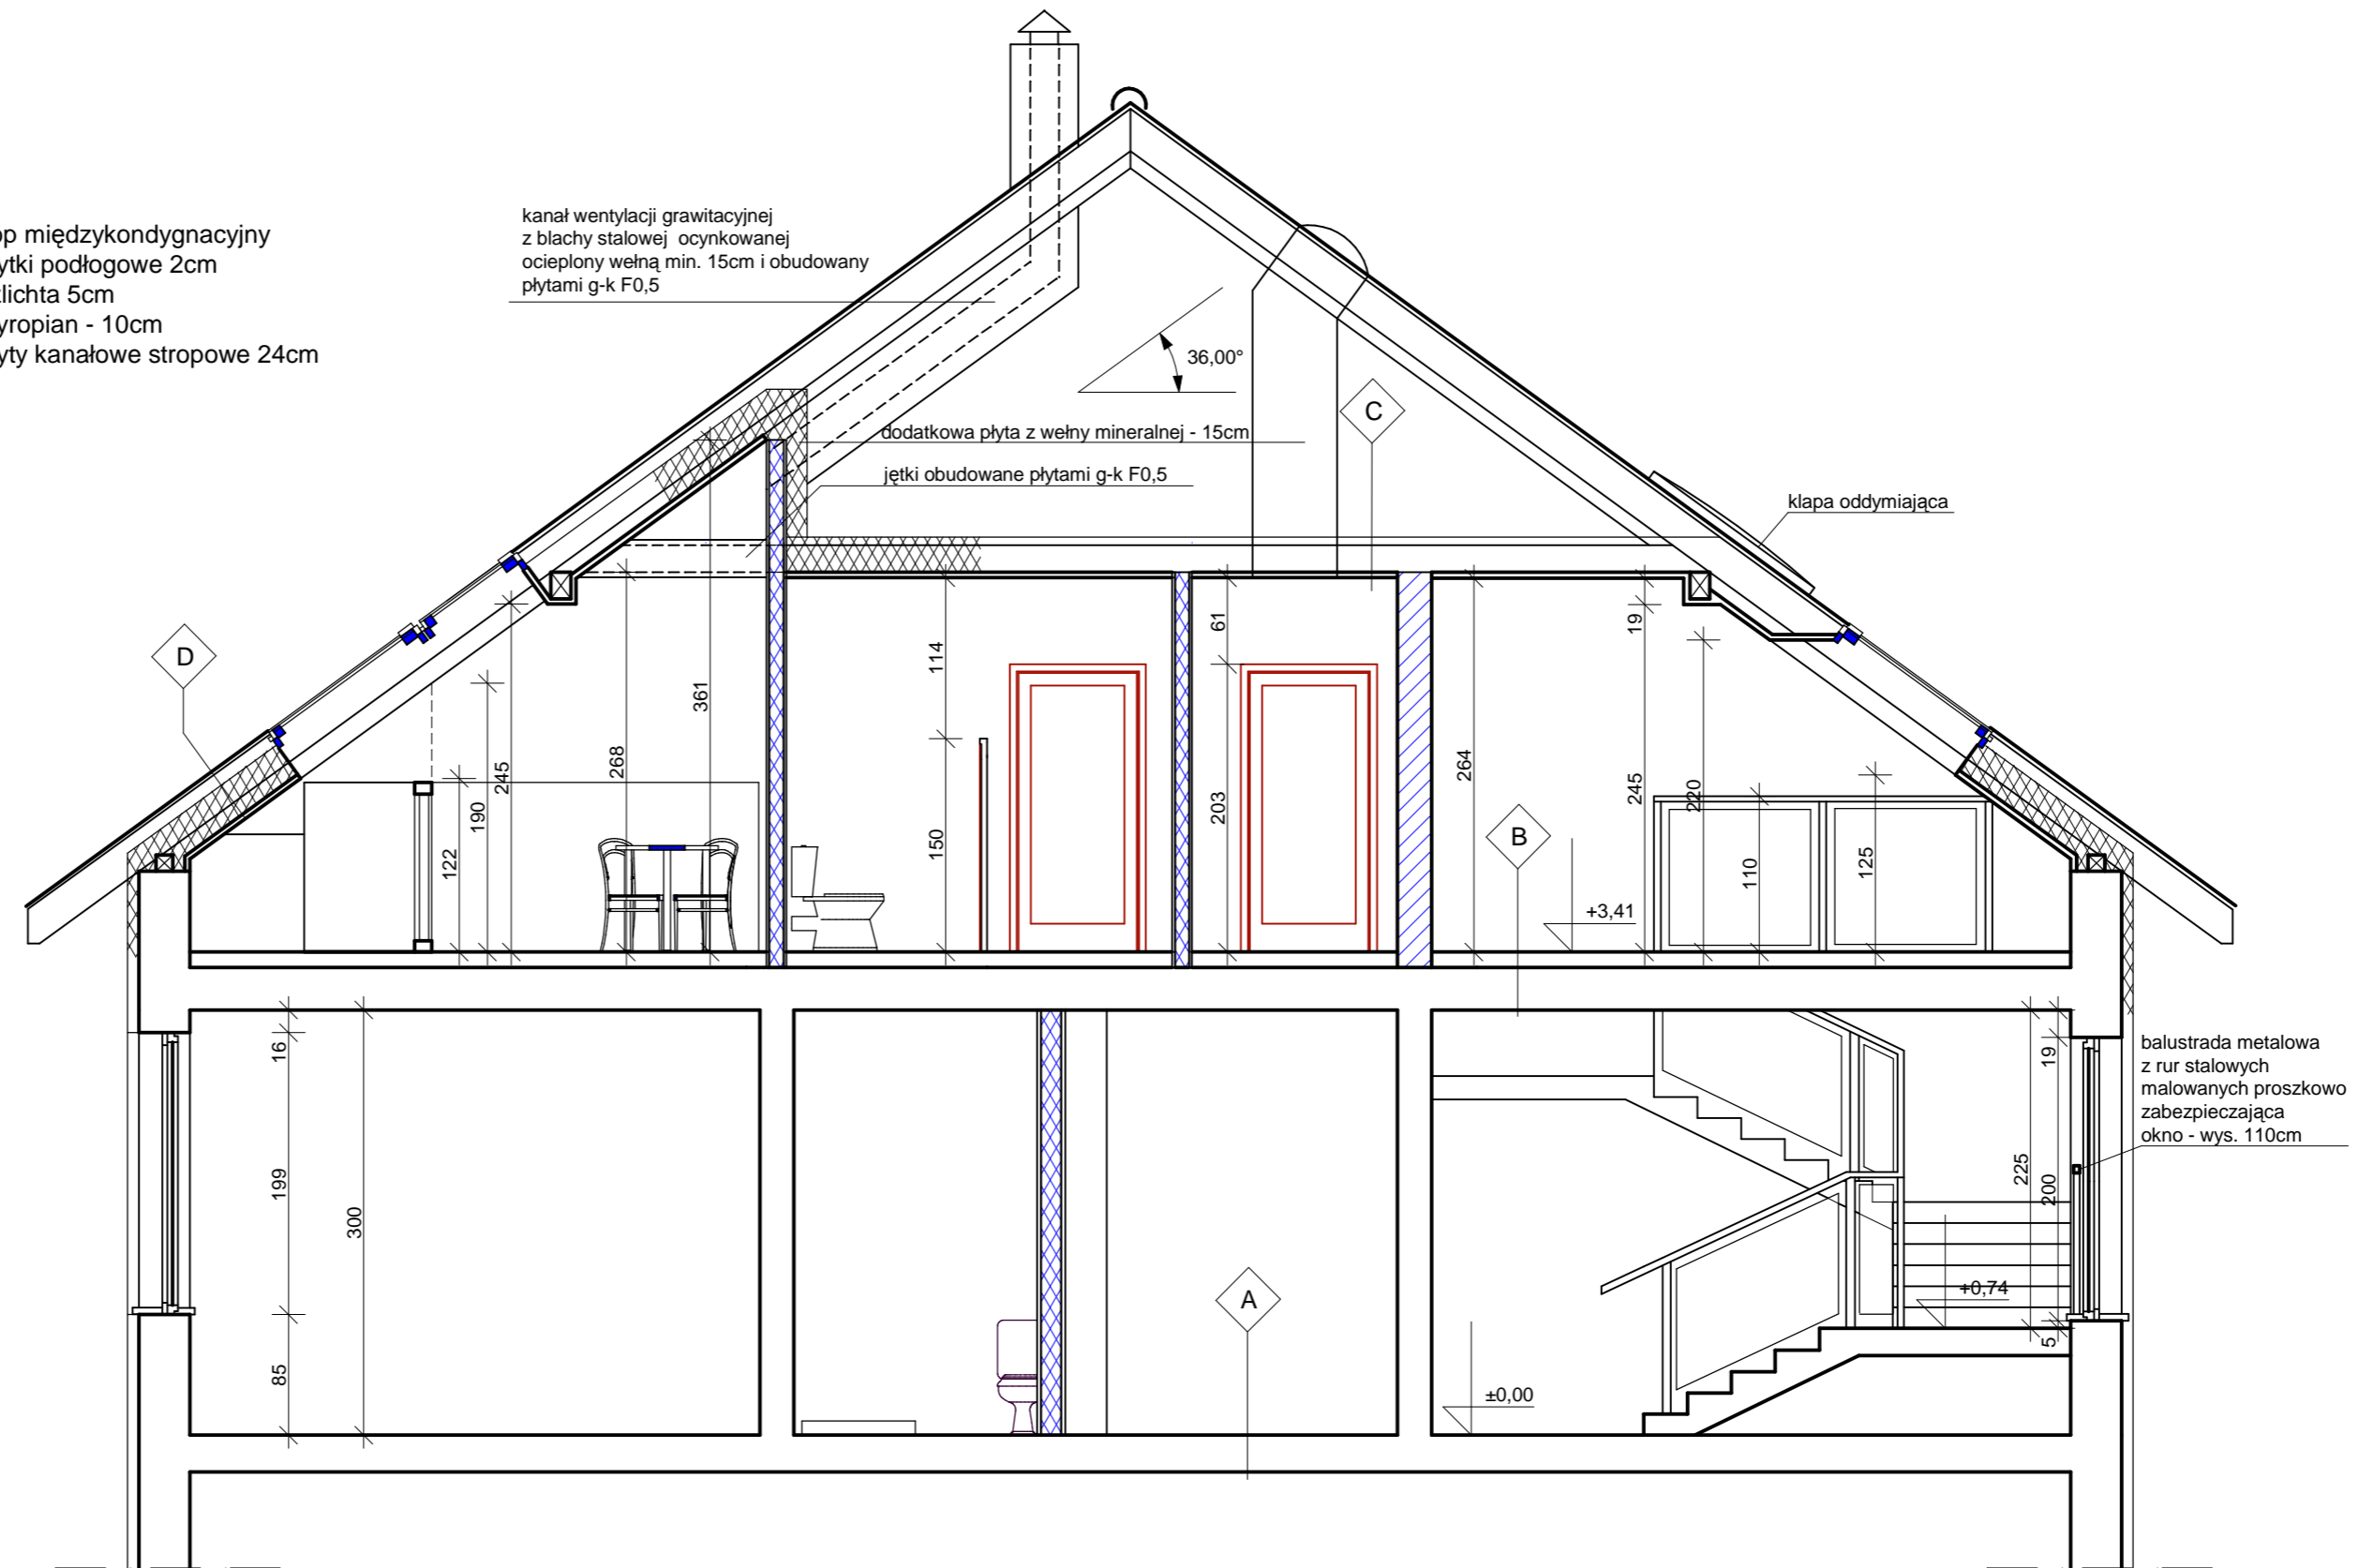 op międzykondygnacyjny
ytki podłogowe 2cm
lichta 5cm
yropian - 10cm
yty kanałowe stropowe 24cm
kanał wentylacji grawitacyjnej
z blachy stalowej ocynkowanej
ocieplony wełną min. 15cm i obudowany
płytami g-k F0,5
36,00°
C
dodatkowa płyta z wełny mineralnej - 15cm
jętki obudowane płytami g-k F0,5
klapa oddymiająca
D
122
190
245
268
361
114
150
61
203
264
19
245
220
110
125
B
+3,41
16
199
85
300
A
±0,00
+0,74
225
19
200
5
balustrada metalowa
z rur stalowych
malowanych proszkowo
zabezpieczająca
okno - wys. 110cm